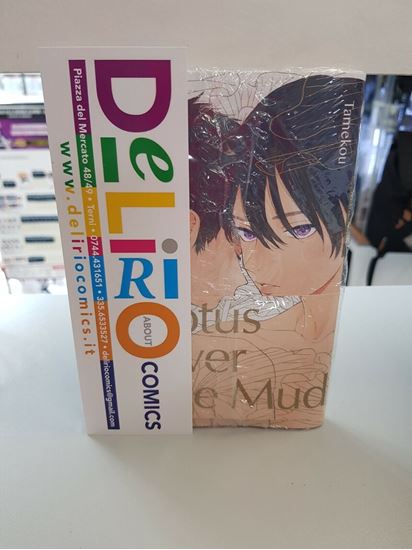 DeLiRiO
ABOUT
COMICS
Piazza del Mercato 48/49 • Terni • 0744.431651 • 335.6533527 • deliriocomics@gmail.com
www.deliriocomics.it
Tamekou
otus
wer
e Mud